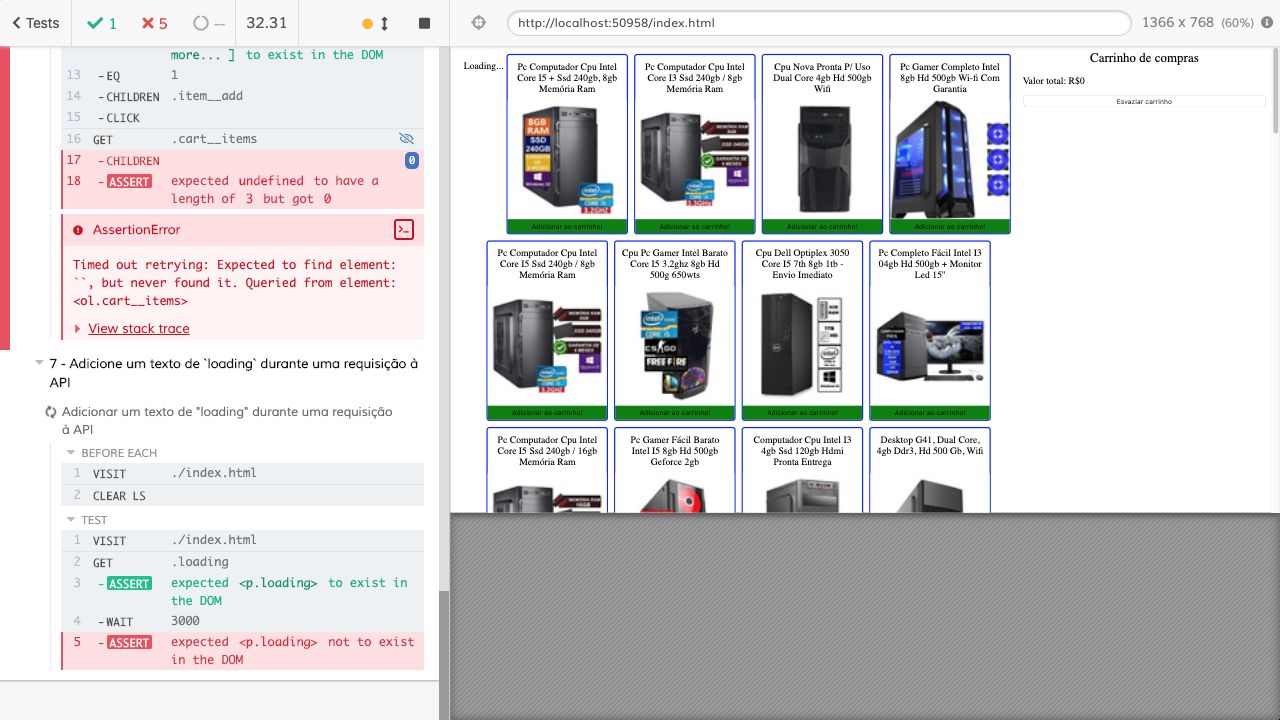 Tests
1
5
--
32.31
http://localhost:50958/index.html
1366 x 768 (60%)
more... ] to exist in the DOM
13 -EQ 1
14 -CHILDREN .item__add
15 -CLICK
16 GET .cart__items
17 -CHILDREN 0
18 -ASSERT expected undefined to have a
length of 3 but got 0
AssertionError
Timed out retrying: Expected to find element:
``, but never found it. Queried from element:
<ol.cart__items>
View stack trace
7 - Adicione um texto de `loading` durante uma requisição à
API
Adicionar um texto de "loading" durante uma requisição
à API
BEFORE EACH
1 VISIT ./index.html
2 CLEAR LS
TEST
1 VISIT ./index.html
2 GET .loading
3 -ASSERT expected <p.loading> to exist in
the DOM
4 -WAIT 3000
5 -ASSERT expected <p.loading> not to exist
in the DOM
Loading...
Pc Computador Cpu Intel
Core I5 + Ssd 240gb, 8gb
Memória Ram
8GB
RAM
SSD
240GB
Adicionar ao carrinho!
Pc Computador Cpu Intel
Core I3 Ssd 240gb / 8gb
Memória Ram
Adicionar ao carrinho!
Cpu Nova Pronta P/ Uso
Dual Core 4gb Hd 500gb
Wifi
Adicionar ao carrinho!
Pc Gamer Completo Intel
8gb Hd 500gb Wi-fi Com
Garantia
Adicionar ao carrinho!
Carrinho de compras
Valor total: R$0
Esvaziar carrinho
Pc Computador Cpu Intel
Core I5 Ssd 240gb / 8gb
Memória Ram
Adicionar ao carrinho!
Cpu Pc Gamer Intel Barato
Core I5 3.2ghz 8gb Hd
500g 650wts
CS:GO
FREE FIRE
Adicionar ao carrinho!
Cpu Dell Optiplex 3050
Core I5 7th 8gb 1tb -
Envio Imediato
Adicionar ao carrinho!
Pc Completo Fácil Intel I3
04gb Hd 500gb + Monitor
Led 15"
Adicionar ao carrinho!
Pc Computador Cpu Intel
Core I5 Ssd 240gb / 16gb
Memória Ram
Pc Gamer Fácil Barato
Intel I5 8gb Hd 500gb
Geforce 2gb
Computador Cpu Intel I3
4gb Ssd 120gb Hdmi
Pronta Entrega
Desktop G41, Dual Core,
4gb Ddr3, Hd 500 Gb, Wifi